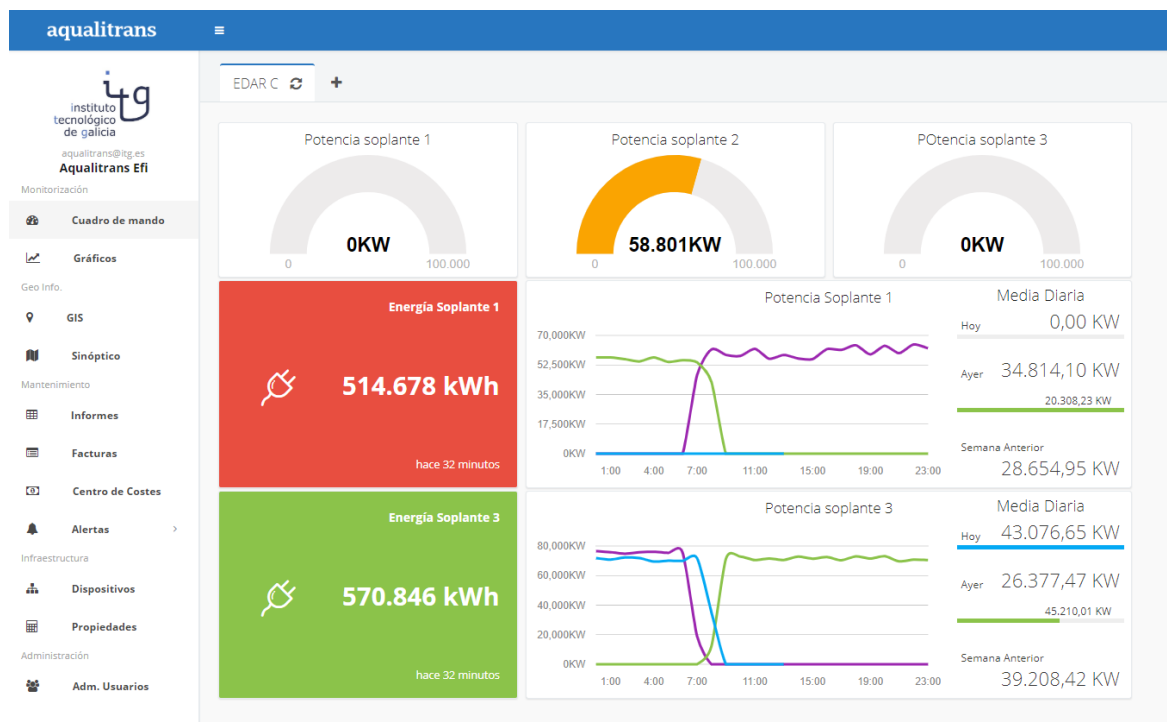 aqualitrans
EDAR C
itg
instituto
tecnológico
de galicia
aqualitrans@itg.es
Aqualitrans Efi
Monitorización
Cuadro de mando
Gráficos
Geo Info.
GIS
Sinóptico
Mantenimiento
Informes
Facturas
Centro de Costes
Alertas
Infraestructura
Dispositivos
Propiedades
Administración
Adm. Usuarios
Potencia soplante 1
0KW
0
100.000
Potencia soplante 2
58.801KW
0
100.000
POtencia soplante 3
0KW
0
100.000
Energía Soplante 1
514.678 kWh
hace 32 minutos
Potencia Soplante 1
70,000KW
52,500KW
35,000KW
17,500KW
0KW
1:00 4:00 7:00 11:00 15:00 19:00 23:00
Media Diaria
Hoy 0,00 KW
Ayer 34.814,10 KW
20.308,23 KW
Semana Anterior
28.654,95 KW
Energía Soplante 3
570.846 kWh
hace 32 minutos
Potencia soplante 3
80,000KW
60,000KW
40,000KW
20,000KW
0KW
1:00 4:00 7:00 11:00 15:00 19:00 23:00
Media Diaria
Hoy 43.076,65 KW
Ayer 26.377,47 KW
45.210,01 KW
Semana Anterior
39.208,42 KW